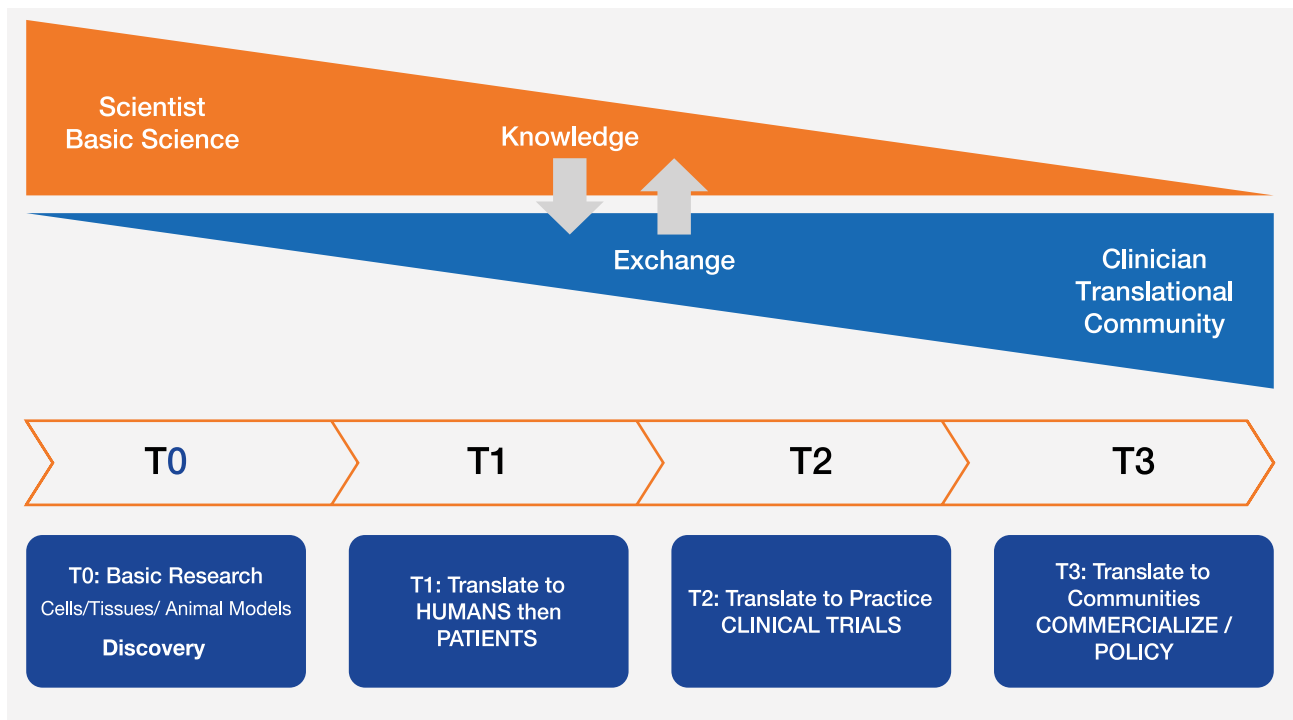 Scientist
Basic Science
Knowledge
Exchange
Clinician
Translational
Community
T0
T1
T2
T3
T0: Basic Research
Cells/Tissues/ Animal Models
Discovery
T1: Translate to
HUMANS then
PATIENTS
T2: Translate to Practice
CLINICAL TRIALS
T3: Translate to
Communities
COMMERCIALIZE /
POLICY